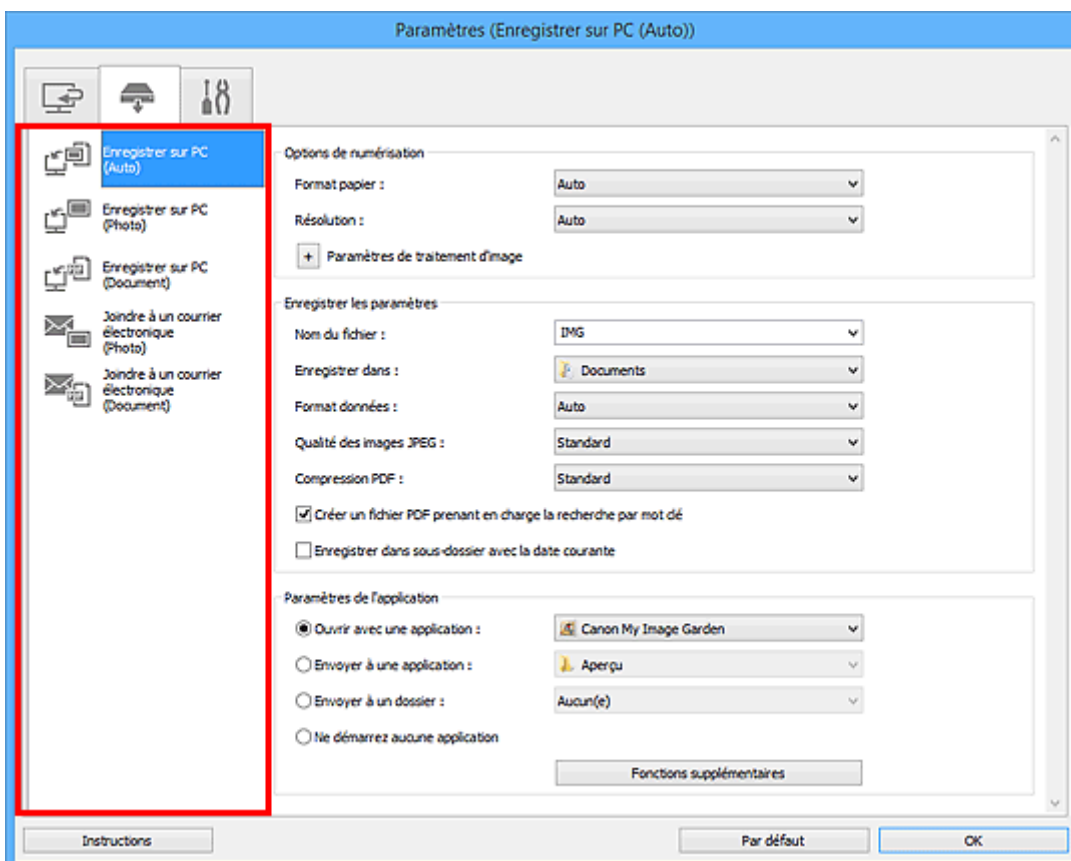 Paramètres (Enregistrer sur PC (Auto))
Enregistrer sur PC
(Auto)
Enregistrer sur PC
(Photo)
Enregistrer sur PC
(Document)
Joindre à un courrier
électronique
(Photo)
Joindre à un courrier
électronique
(Document)
Options de numérisation
Format papier : Auto
Résolution : Auto
+ Paramètres de traitement d'image
Enregistrer les paramètres
Nom du fichier : IMG
Enregistrer dans : Documents
Format données : Auto
Qualité des images JPEG : Standard
Compression PDF : Standard
Créer un fichier PDF prenant en charge la recherche par mot clé
Enregistrer dans sous-dossier avec la date courante
Paramètres de l'application
Ouvrir avec une application : Canon My Image Garden
Envoyer à une application : Aperçu
Envoyer à un dossier : Aucun(e)
Ne démarrez aucune application
Fonctions supplémentaires
Instructions Par défaut OK